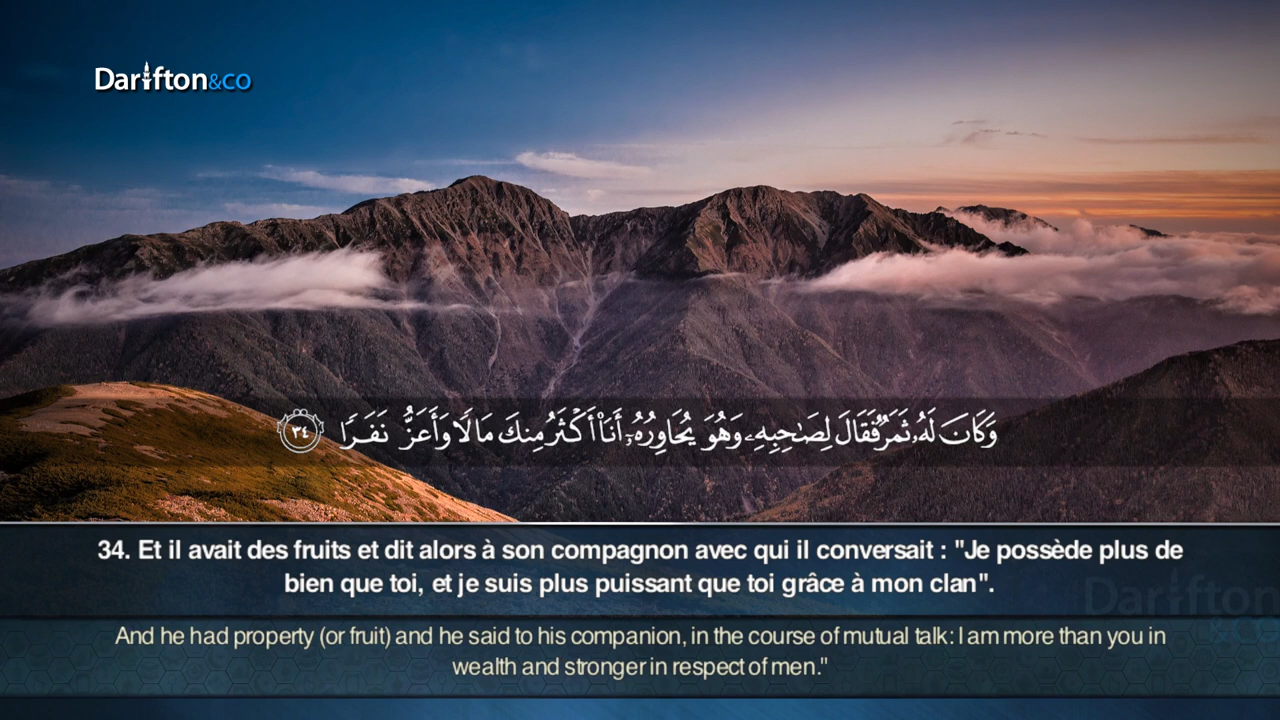 Darifton&co
وَكَانَ لَهُۥ ثَمَرٌ فَقَالَ لِصَـٰحِبِهِۦ وَهُوَ يُحَاوِرُهُۥٓ أَنَا۠ أَكْثَرُ مِنكَ مَالًا وَأَعَزُّ نَفَرًا ٣٤
34. Et il avait des fruits et dit alors à son compagnon avec qui il conversait : "Je possède plus de
bien que toi, et je suis plus puissant que toi grâce à mon clan".
Darifton
&co
And he had property (or fruit) and he said to his companion, in the course of mutual talk: I am more than you in
wealth and stronger in respect of men."